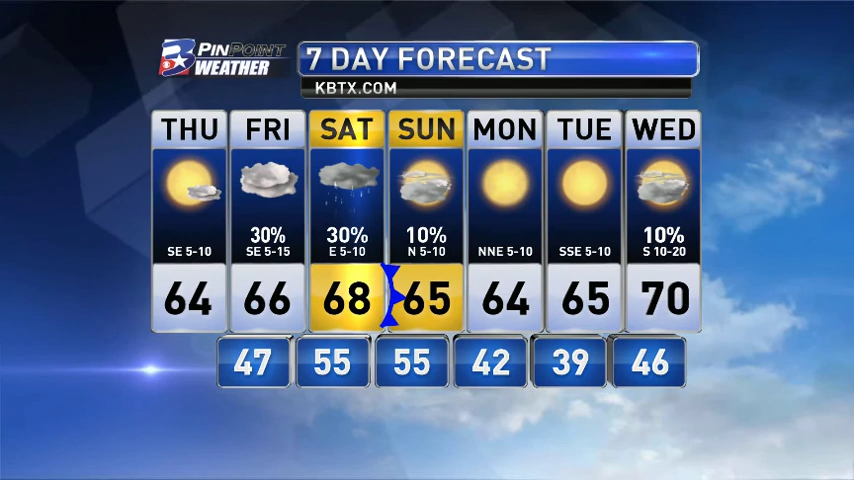 PINPOINT
WEATHER
7 DAY FORECAST
KBTX.COM
THU FRI SAT SUN MON TUE WED
30% 30% 10% 10%
SE 5-10 SE 5-15 E 5-10 N 5-10 NNE 5-10 SSE 5-10 S 10-20
64 66 68 65 64 65 70
47 55 55 42 39 46